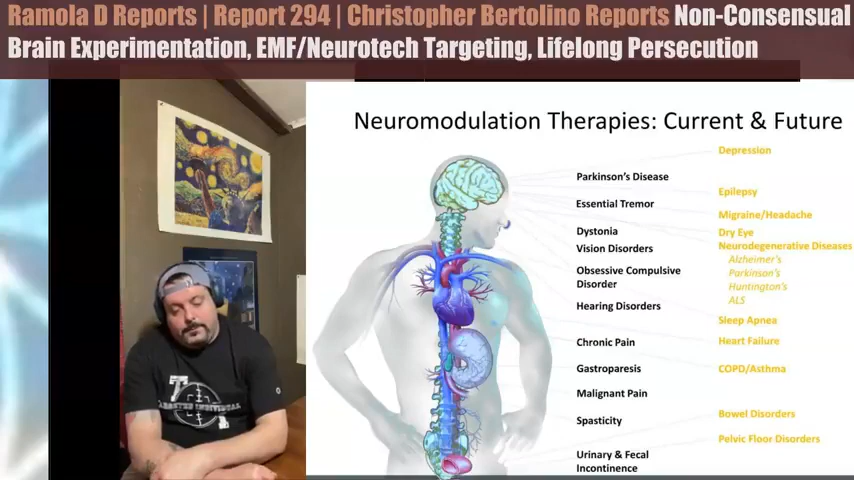 Ramola D Reports | Report 294 | Christopher Bertolino Reports Non-Consensual
Brain Experimentation, EMF/Neurotech Targeting, Lifelong Persecution
Neuromodulation Therapies: Current & Future
Depression
Parkinson's Disease
Epilepsy
Essential Tremor
Migraine/Headache
Dystonia
Dry Eye
Vision Disorders
Neurodegenerative Diseases
Alzheimer's
Parkinson's
Huntington's
ALS
Obsessive Compulsive
Disorder
Hearing Disorders
Sleep Apnea
Chronic Pain
Heart Failure
Gastroparesis
COPD/Asthma
Malignant Pain
Spasticity
Bowel Disorders
Pelvic Floor Disorders
Urinary & Fecal
Incontinence
T
TARGETED INDIVIDUAL